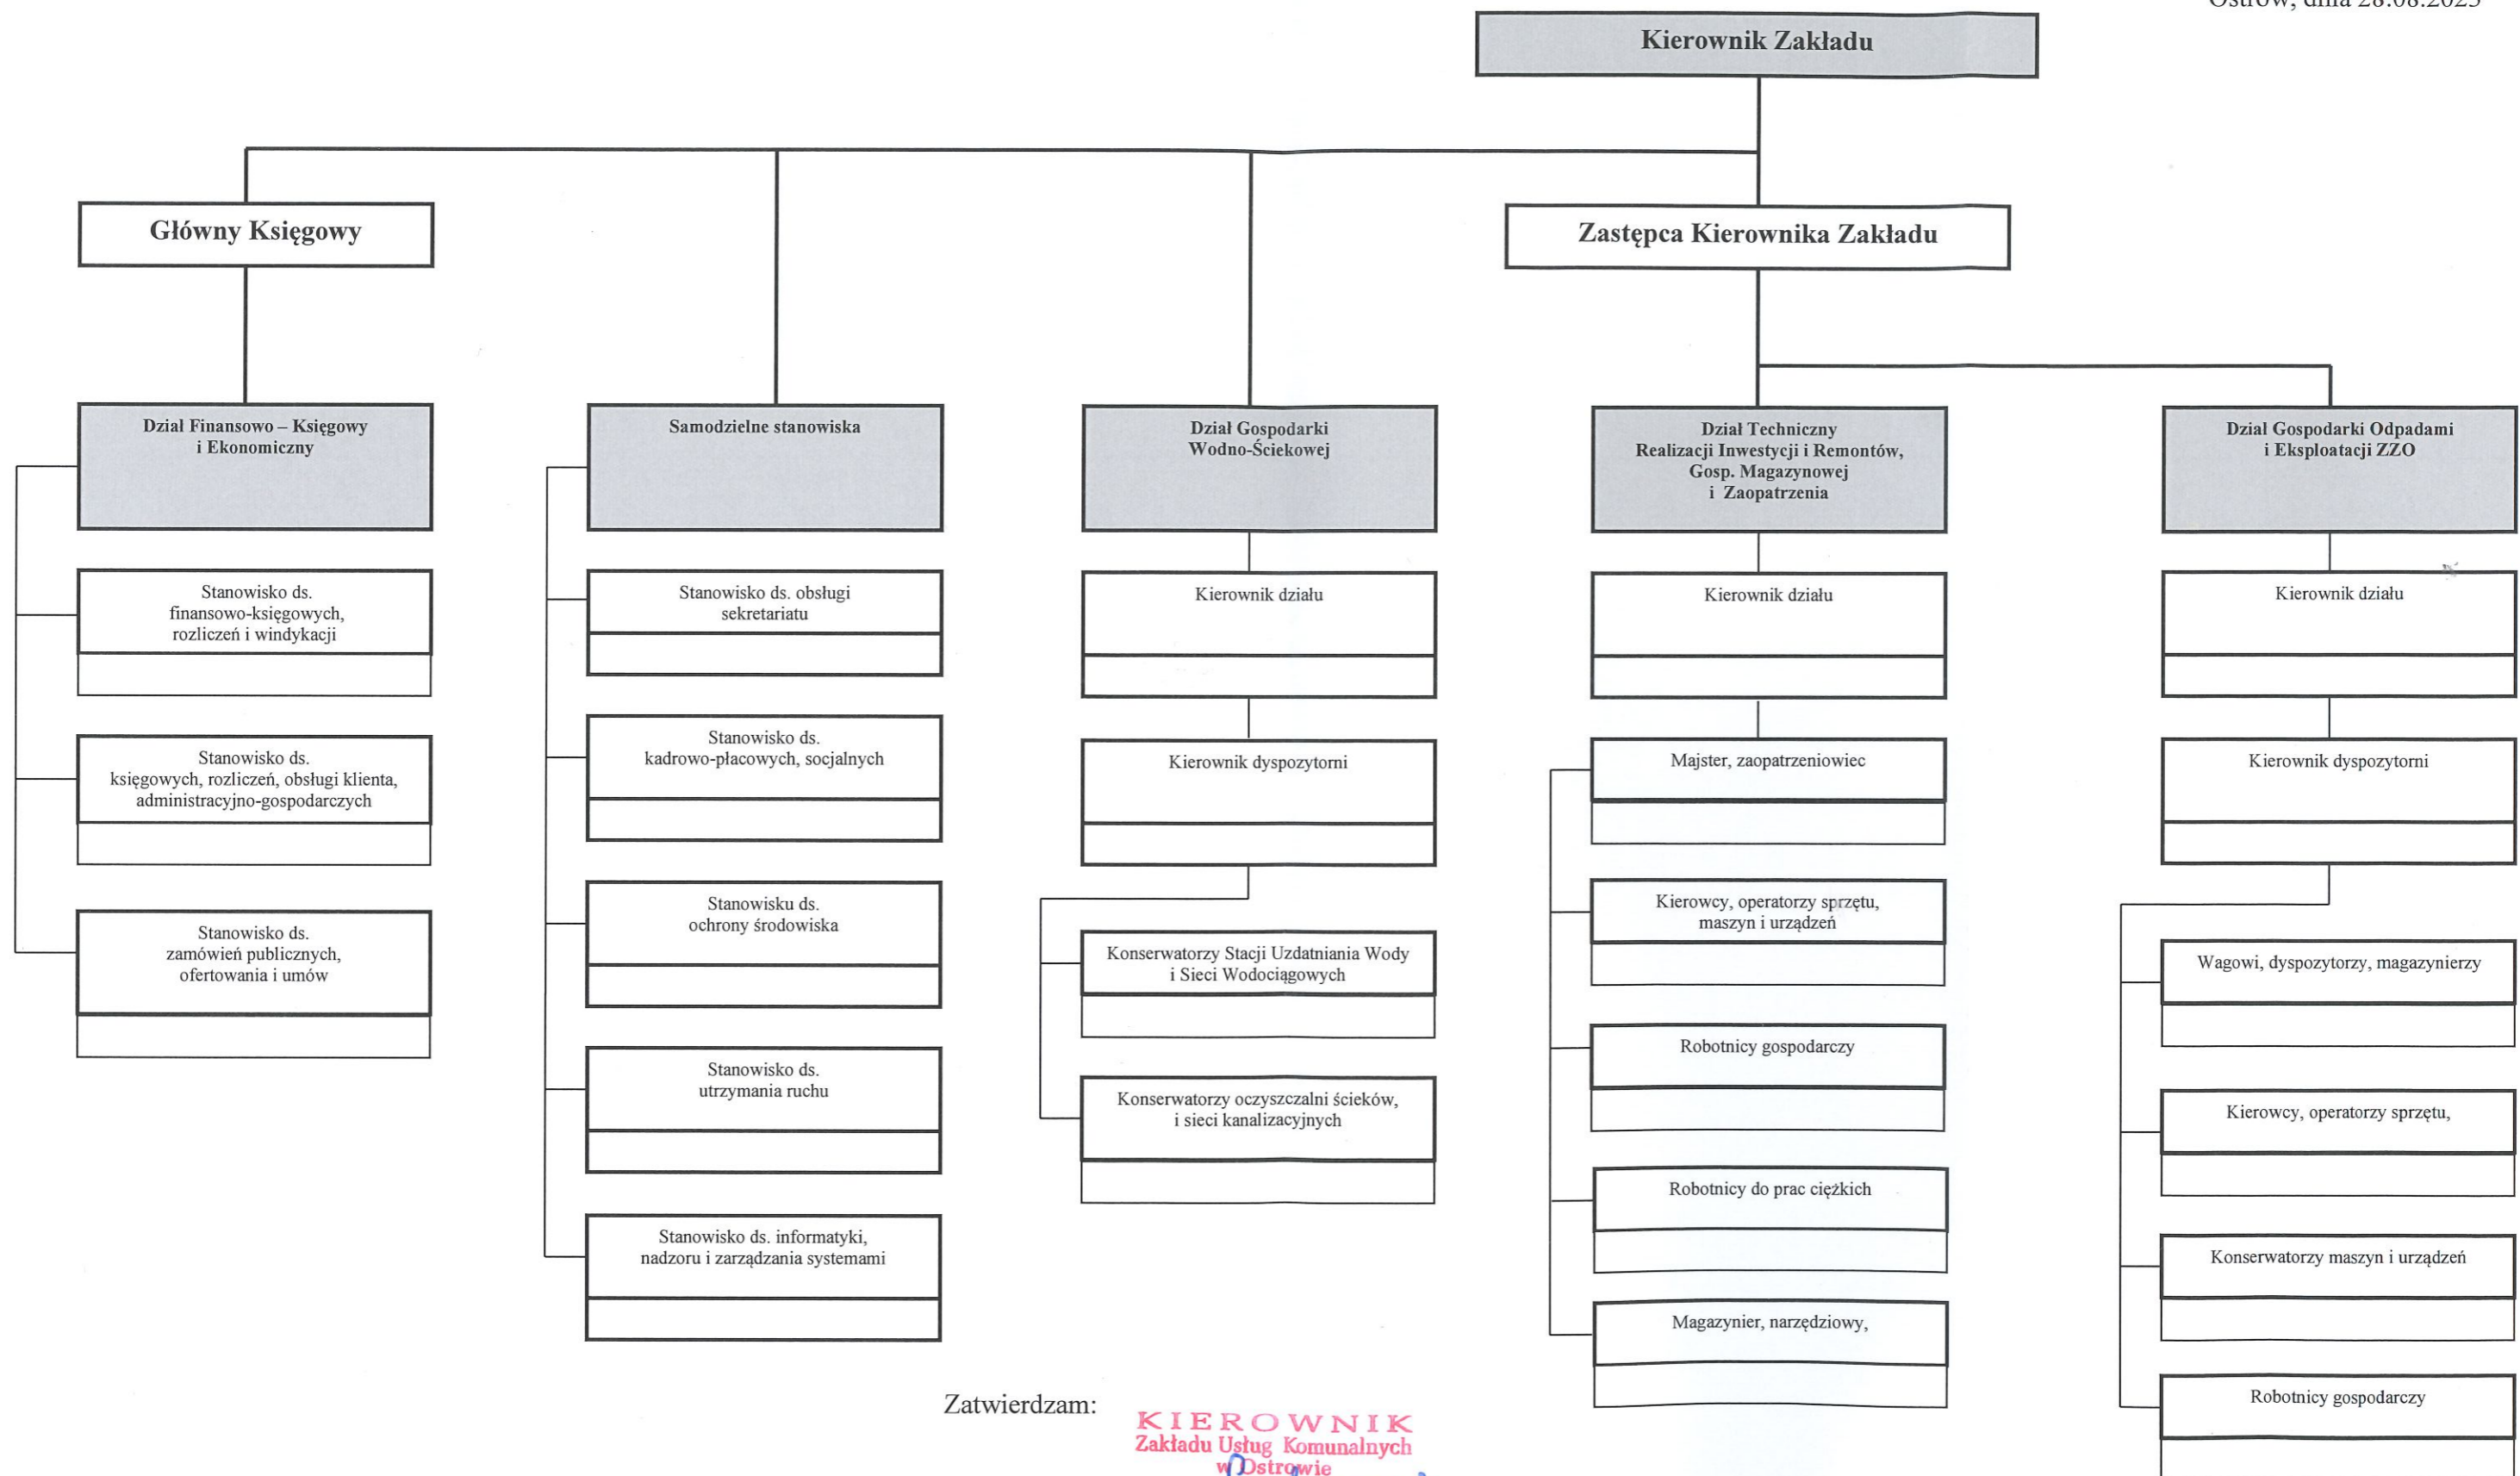 Ostrów, dnia 28.08.2023
Kierownik Zakładu
Główny Księgowy
Zastępca Kierownika Zakładu
Dział Finansowo – Księgowy
i Ekonomiczny
Stanowisko ds.
finansowo-księgowych,
rozliczeń i windykacji
Stanowisko ds.
księgowych, rozliczeń, obsługi klienta,
administracyjno-gospodarczych
Stanowisko ds.
zamówień publicznych,
ofertowania i umów
Samodzielne stanowiska
Stanowisko ds. obsługi
sekretariatu
Stanowisko ds.
kadrowo-płacowych, socjalnych
Stanowisku ds.
ochrony środowiska
Stanowisko ds.
utrzymania ruchu
Stanowisko ds. informatyki,
nadzoru i zarządzania systemami
Dział Gospodarki
Wodno-Ściekowej
Kierownik działu
Kierownik dyspozytorni
Konserwatorzy Stacji Uzdatniania Wody
i Sieci Wodociągowych
Konserwatorzy oczyszczalni ścieków,
i sieci kanalizacyjnych
Dział Techniczny
Realizacji Inwestycji i Remontów,
Gosp. Magazynowej
i Zaopatrzenia
Kierownik działu
Majster, zaopatrzeniowiec
Kierowcy, operatorzy sprzętu,
maszyn i urządzeń
Robotnicy gospodarczy
Robotnicy do prac ciężkich
Magazynier, narzędziowy,
Dział Gospodarki Odpadami
i Eksploatacji ZZO
Kierownik działu
Kierownik dyspozytorni
Wagowi, dyspozytorzy, magazynierzy
Kierowcy, operatorzy sprzętu,
Konserwatorzy maszyn i urządzeń
Robotnicy gospodarczy
Zatwierdzam:
KIEROWNIK
Zakładu Usług Komunalnych
w Ostrowie